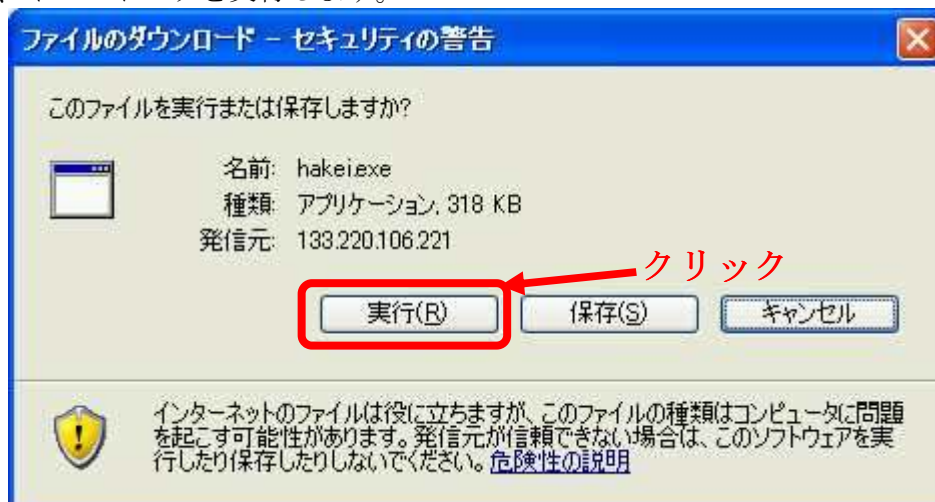 を実行します。
ファイルのダウンロード - セキュリティの警告
このファイルを実行または保存しますか?
名前: hakei.exe
種類: アプリケーション, 318 KB
発信元: 133.220.106.221
クリック
実行(R) 保存(S) キャンセル
インターネットのファイルは役に立ちますが、このファイルの種類はコンピュータに問題
を起こす可能性があります。発信元が信頼できない場合は、このソフトウェアを実
行したり保存したりしないでください。危険性の説明